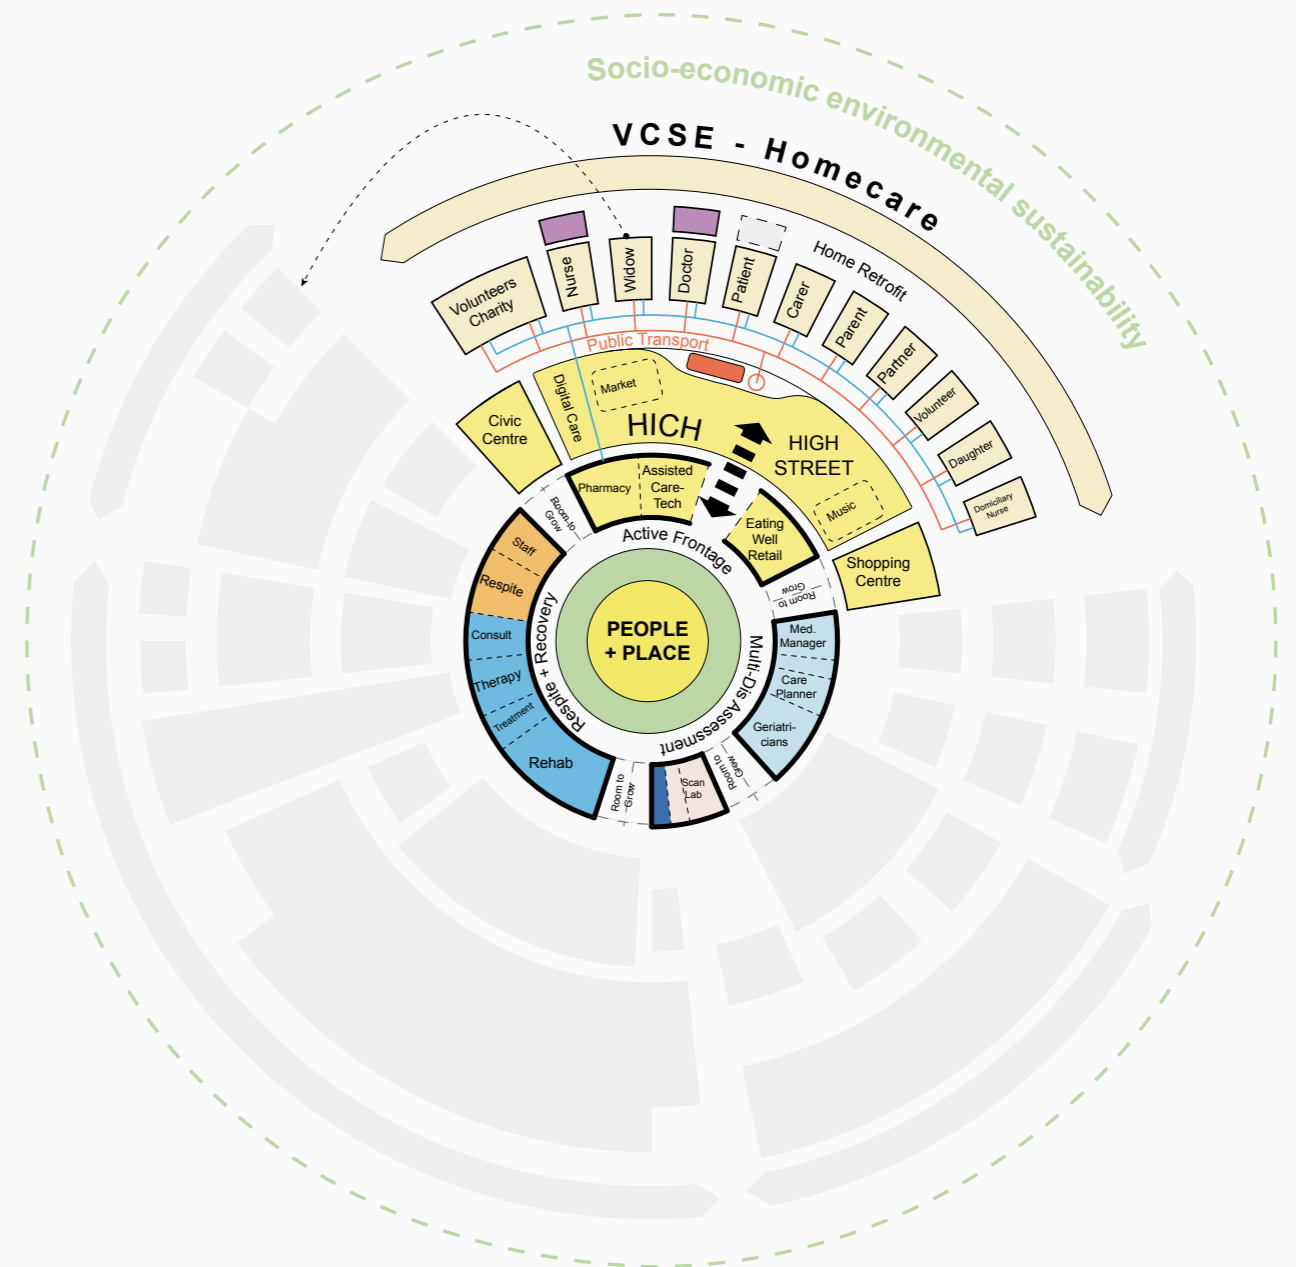 Socio-economic environmental sustainability
VCSE - Homecare
Home Retrofit
Volunteers
Charity
Nurse
Widow
Doctor
Patient
Carer
Parent
Partner
Volunteer
Daughter
Domiciliary
Nurse
Public Transport
Civic
Centre
Digital Care
Market
HICH
HIGH
STREET
Music
Shopping
Centre
Pharmacy
Assisted
Care-
Tech
Eating
Well
Retail
Room to
Grow
Room to
Grow
Active Frontage
PEOPLE
+ PLACE
Respite + Recovery
Multi-Dis Assessment
Staff
Respite
Consult
Therapy
Treatment
Rehab
Room to
Grow
Scan
Lab
Room to
Grow
Med.
Manager
Care
Planner
Geriatri-
cians